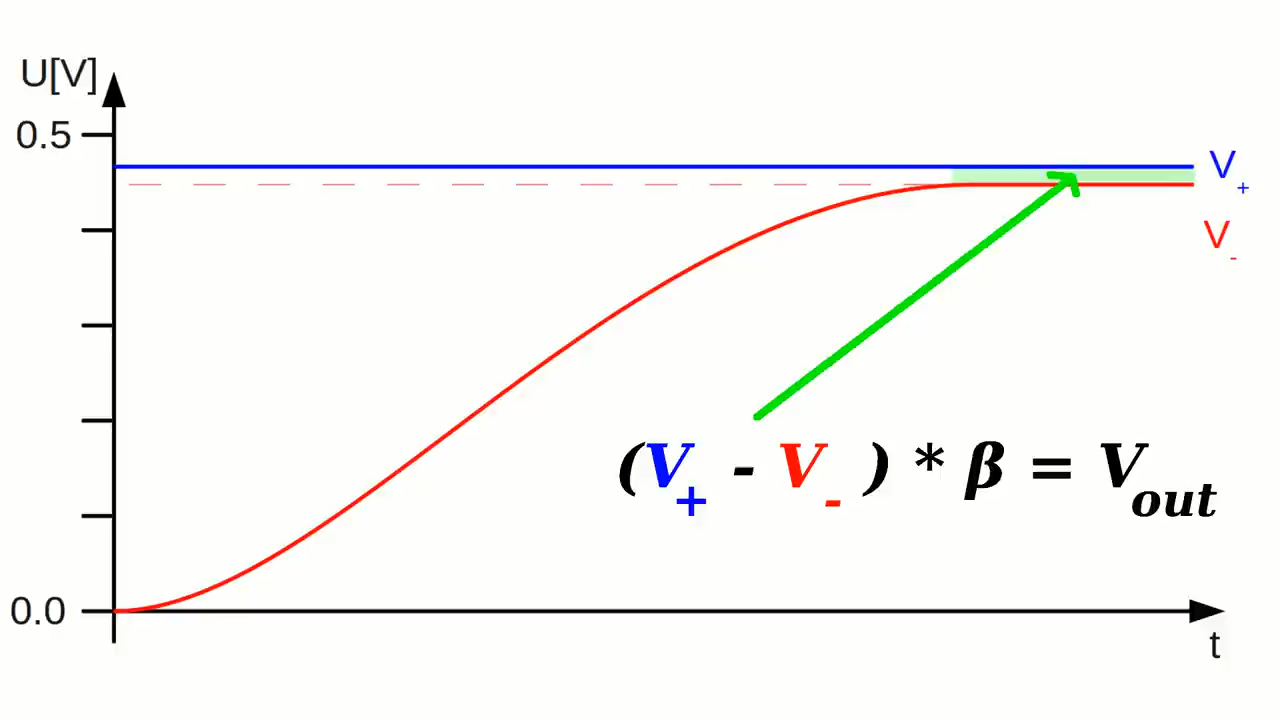 U[V]
0.5
V+
V-
(V+ - V-) * β = Vout
0.0
t